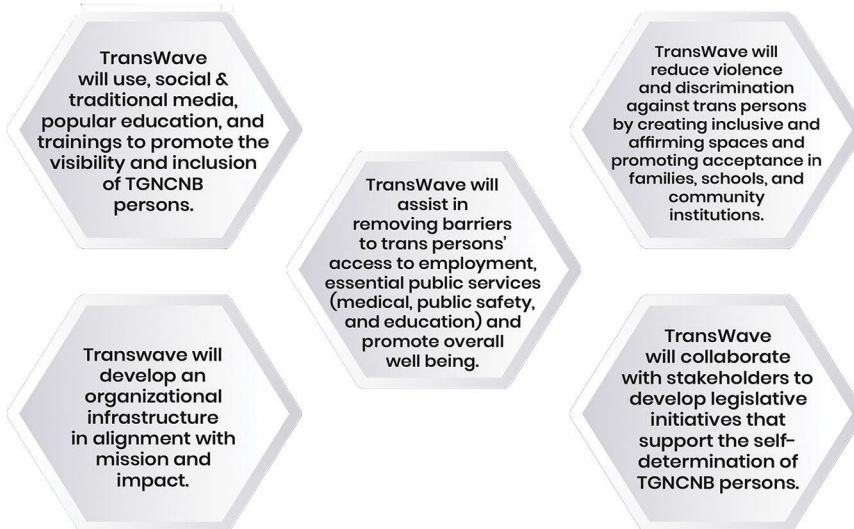 TransWave
will use, social &
traditional media,
popular education, and
trainings to promote the
visibility and inclusion
of TGNCNB
persons.
TransWave will
reduce violence
and discrimination
against trans persons
by creating inclusive and
affirming spaces and
promoting acceptance in
families, schools, and
community
institutions.
TransWave will
assist in
removing barriers
to trans persons'
access to employment,
essential public services
(medical, public safety,
and education) and
promote overall
well being.
Transwave will
develop an
organizational
infrastructure
in alignment with
mission and
impact.
TransWave
will collaborate
with stakeholders to
develop legislative
initiatives that
support the self-
determination of
TGNCNB persons.